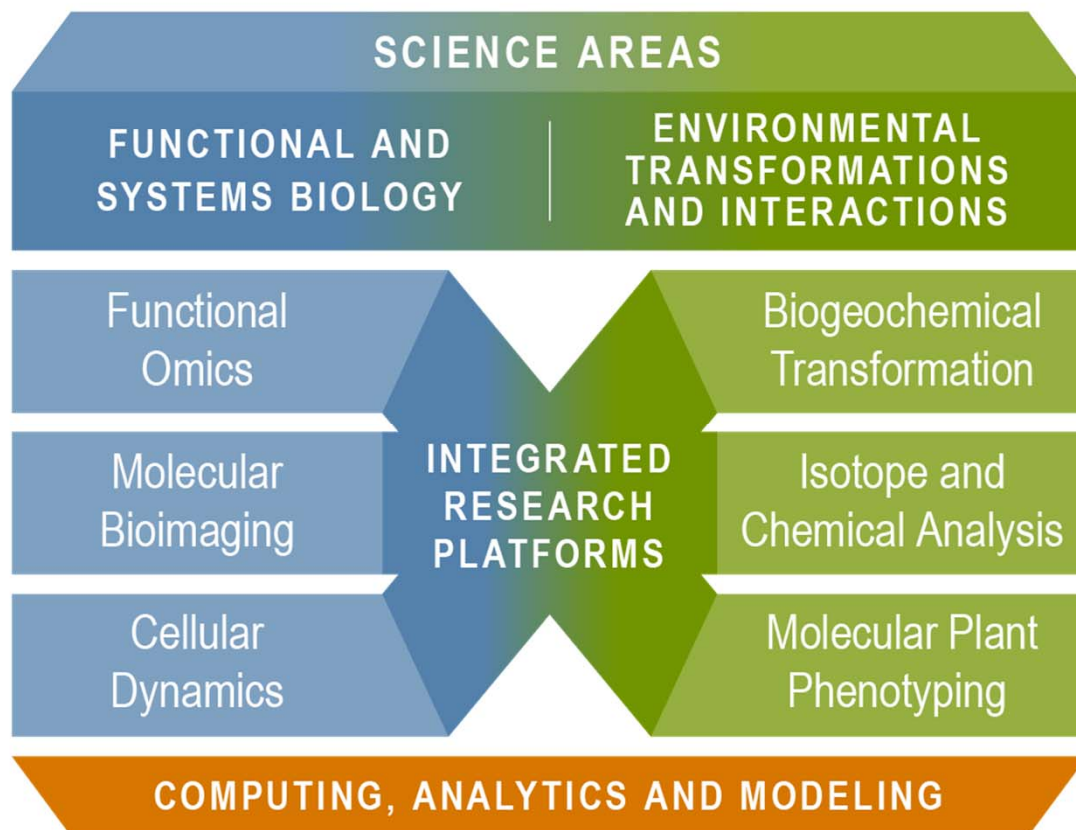 SCIENCE AREAS
FUNCTIONAL AND
SYSTEMS BIOLOGY
ENVIRONMENTAL
TRANSFORMATIONS
AND INTERACTIONS
Functional
Omics
Molecular
Bioimaging
Cellular
Dynamics
INTEGRATED
RESEARCH
PLATFORMS
Biogeochemical
Transformation
Isotope and
Chemical Analysis
Molecular Plant
Phenotyping
COMPUTING, ANALYTICS AND MODELING